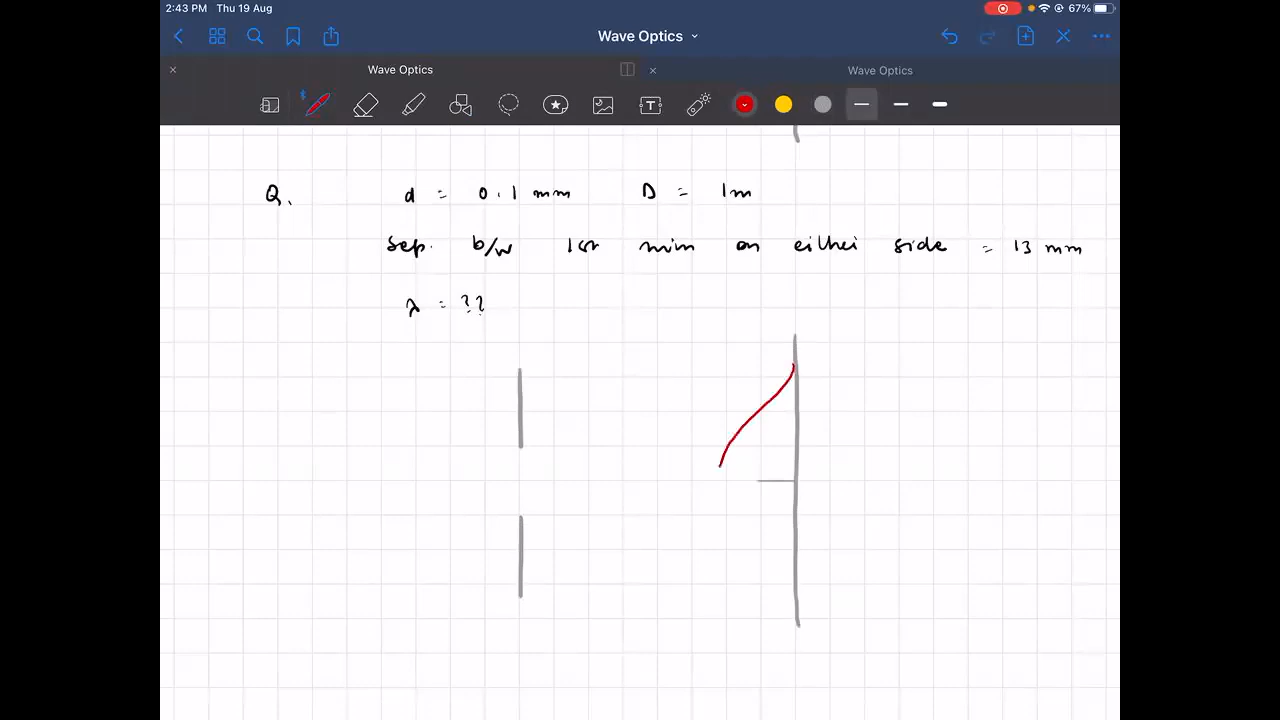 2:43 PM Thu 19 Aug
67%
Wave Optics
Wave Optics
Wave Optics
T
Q. d = 0.1 mm D = 1m
Sep. b/w 1st min on either side = 13 mm
λ = ??